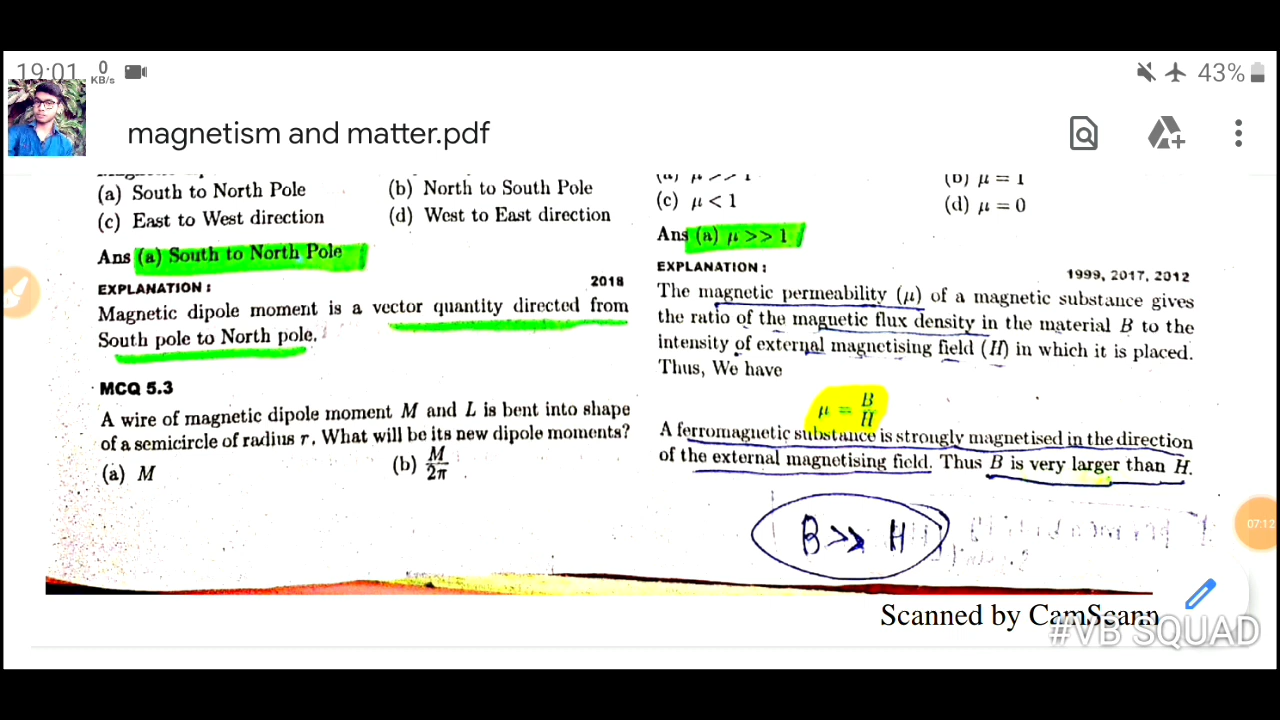 19:01 0 KB/s 43%
magnetism and matter.pdf
(a) South to North Pole (b) North to South Pole
(c) East to West direction (d) West to East direction
Ans (a) South to North Pole
EXPLANATION : 2018
Magnetic dipole moment is a vector quantity directed from
South pole to North pole.
MCQ 5.3
A wire of magnetic dipole moment M and L is bent into shape
of a semicircle of radius r. What will be its new dipole moments?
(a) M (b) M/2π
(a) μ >> 1 (b) μ = 1
(c) μ < 1 (d) μ = 0
Ans (a) μ >> 1
EXPLANATION : 1999, 2017, 2012
The magnetic permeability (μ) of a magnetic substance gives
the ratio of the magnetic flux density in the material B to the
intensity of external magnetising field (H) in which it is placed.
Thus, We have
μ = B/H
A ferromagnetic substance is strongly magnetised in the direction
of the external magnetising field. Thus B is very larger than H.
B >> H
07:12
Scanned by CamScann
#VB SQUAD